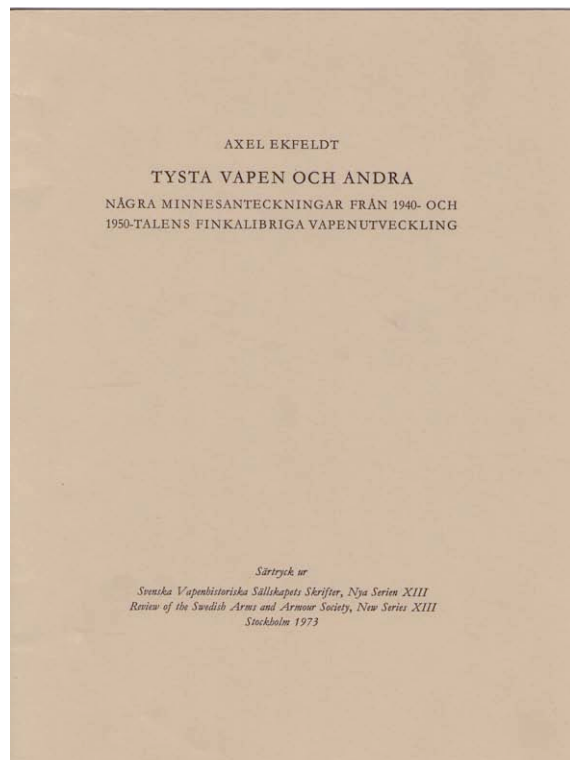 AXEL EKFELDT
TYSTA VAPEN OCH ANDRA
NÅGRA MINNESANTECKNINGAR FRÅN 1940- OCH
1950-TALENS FINKALIBRIGA VAPENUTVECKLING
Särtryck ur
Svenska Vapenhistoriska Sällskapets Skrifter, Nya Serien XIII
Review of the Swedish Arms and Armour Society, New Series XIII
Stockholm 1973